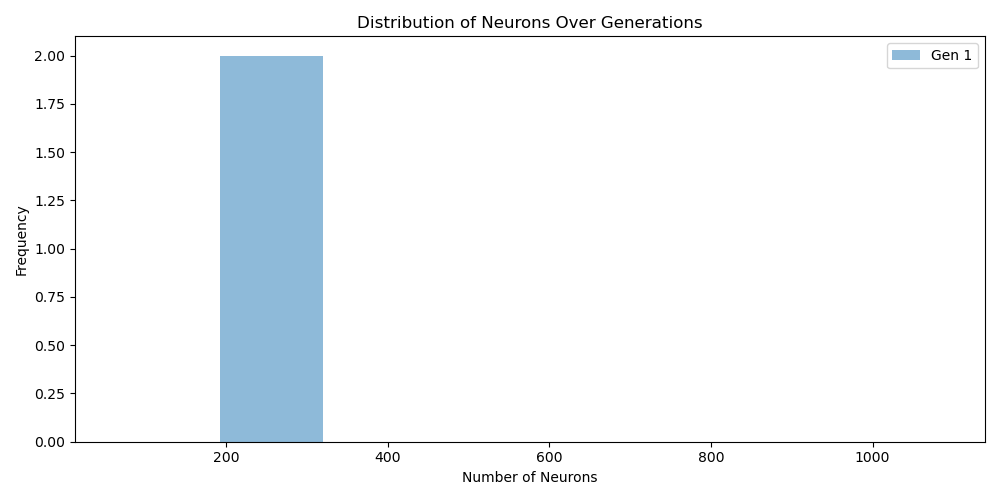 Distribution of Neurons Over Generations
Gen 1
2.00
1.75
1.50
1.25
1.00
0.75
0.50
0.25
0.00
Frequency
200 400 600 800 1000
Number of Neurons